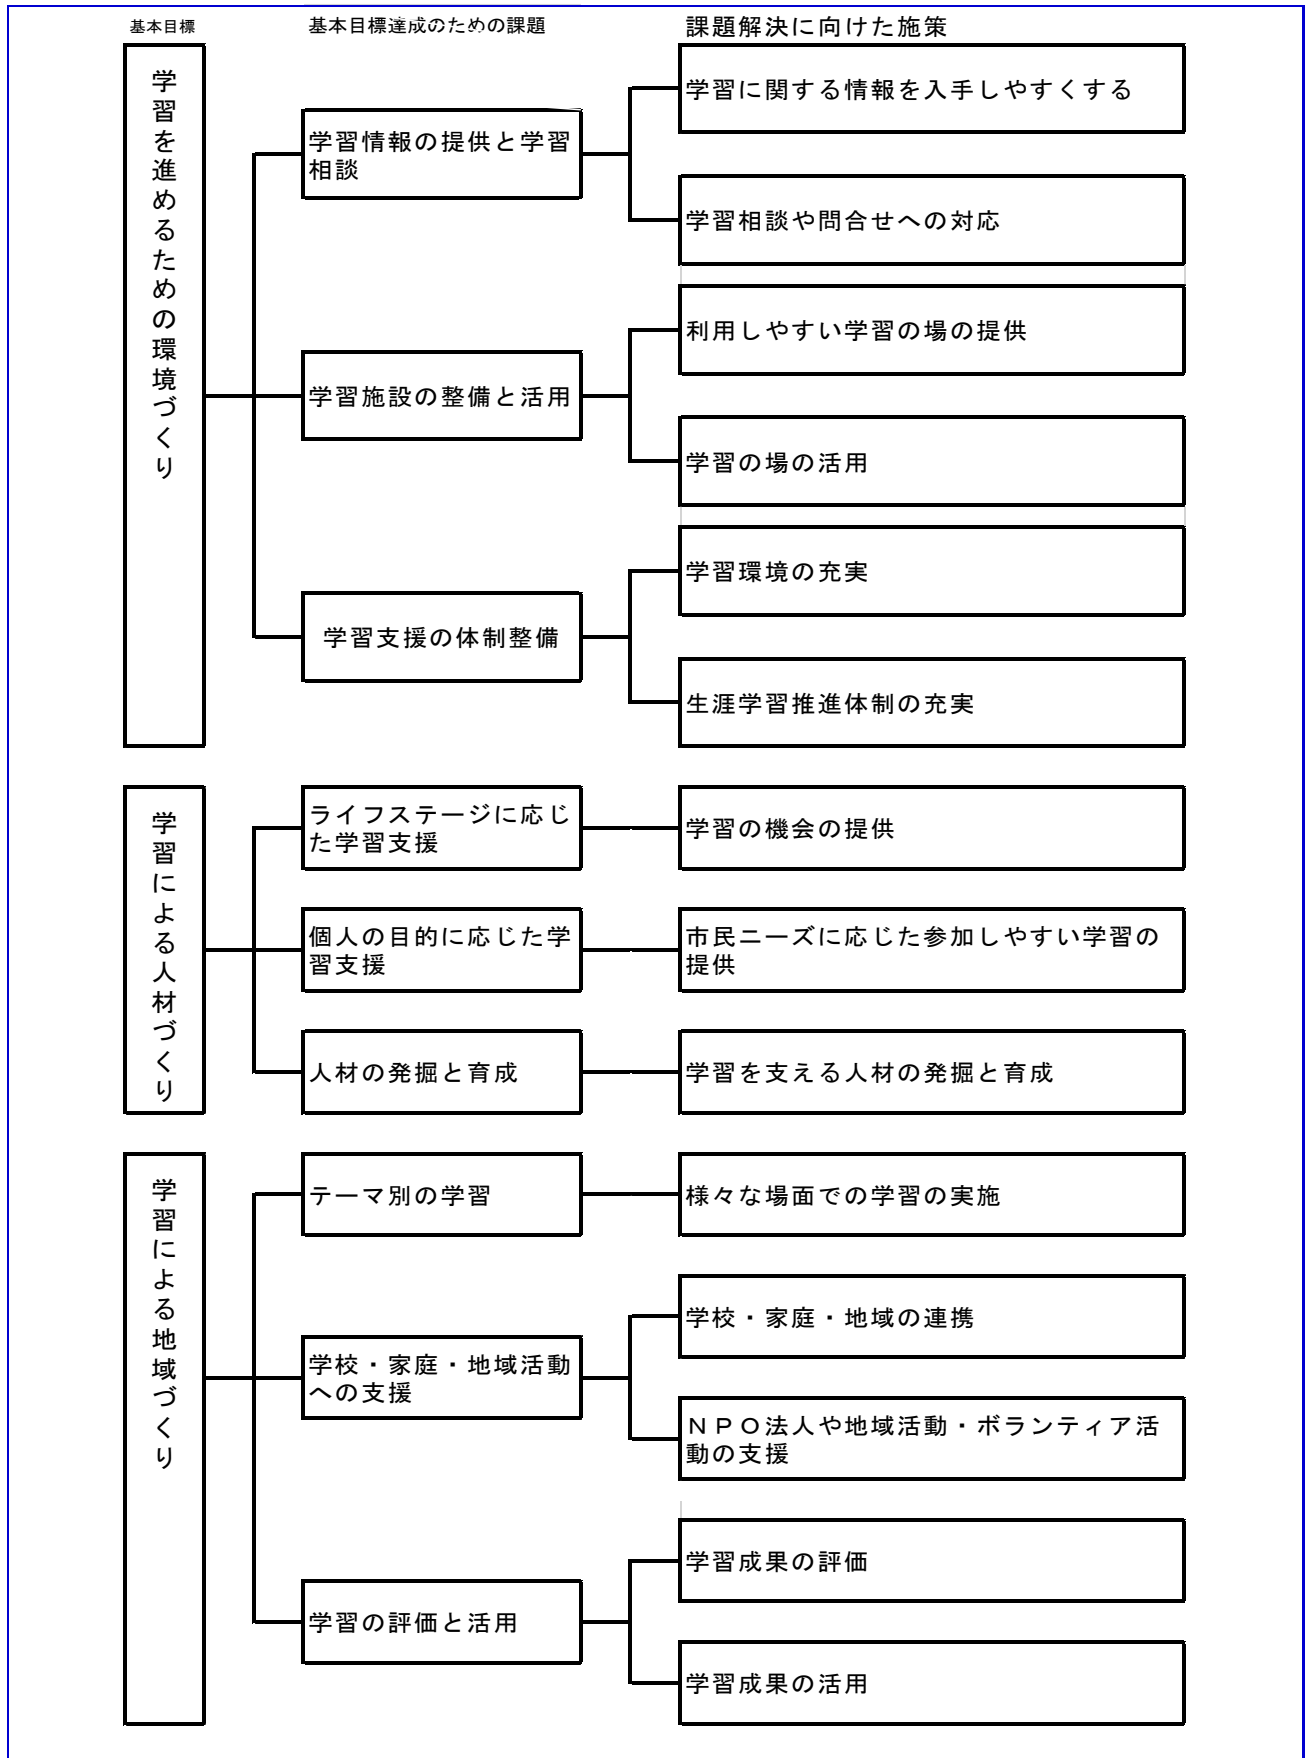 基本目標
基本目標達成のための課題
課題解決に向けた施策
学習を進めるための環境づくり
学習情報の提供と学習
相談
学習に関する情報を入手しやすくする
学習相談や問合せへの対応
学習施設の整備と活用
利用しやすい学習の場の提供
学習の場の活用
学習支援の体制整備
学習環境の充実
生涯学習推進体制の充実
学習による人材づくり
ライフステージに応じ
た学習支援
学習の機会の提供
個人の目的に応じた学
習支援
市民ニーズに応じた参加しやすい学習の
提供
人材の発掘と育成
学習を支える人材の発掘と育成
学習による地域づくり
テーマ別の学習
様々な場面での学習の実施
学校・家庭・地域活動
への支援
学校・家庭・地域の連携
ＮＰＯ法人や地域活動・ボランティア活
動の支援
学習の評価と活用
学習成果の評価
学習成果の活用